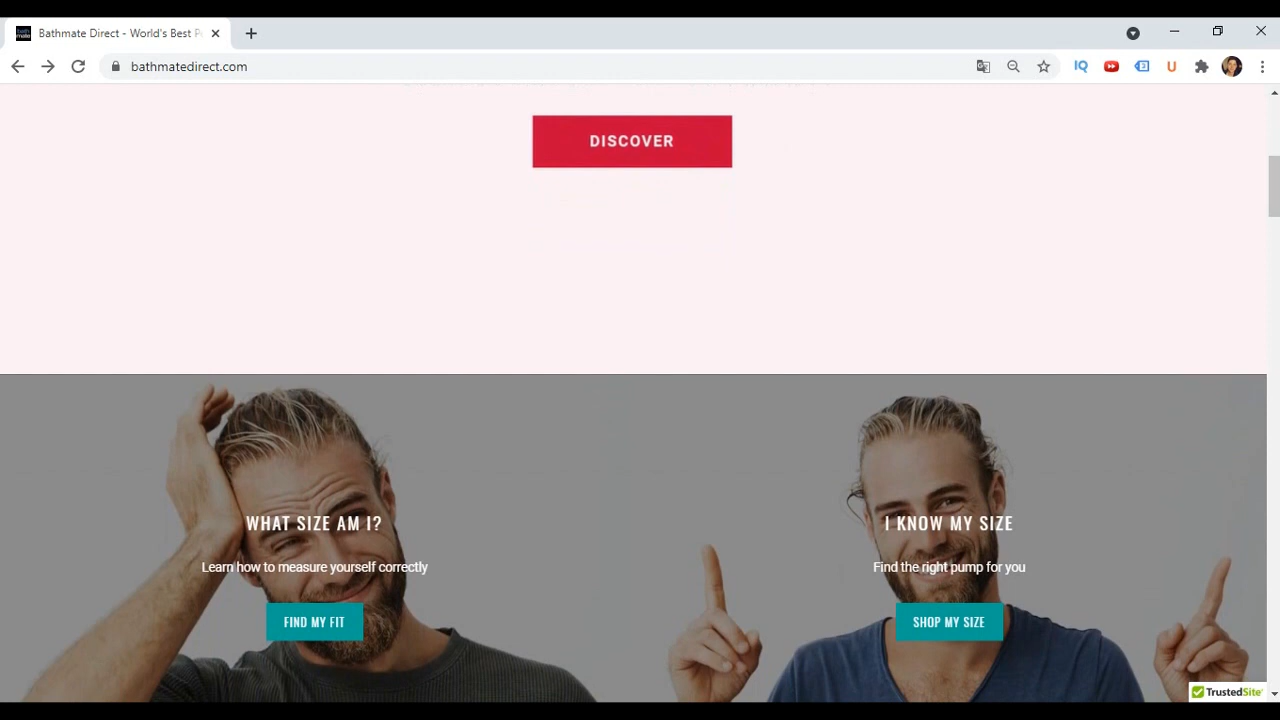 Bathmate Direct - World's Best P
bathmatedirect.com
IQ
U
DISCOVER
WHAT SIZE AM I?
Learn how to measure yourself correctly
FIND MY FIT
I KNOW MY SIZE
Find the right pump for you
SHOP MY SIZE
TrustedSite